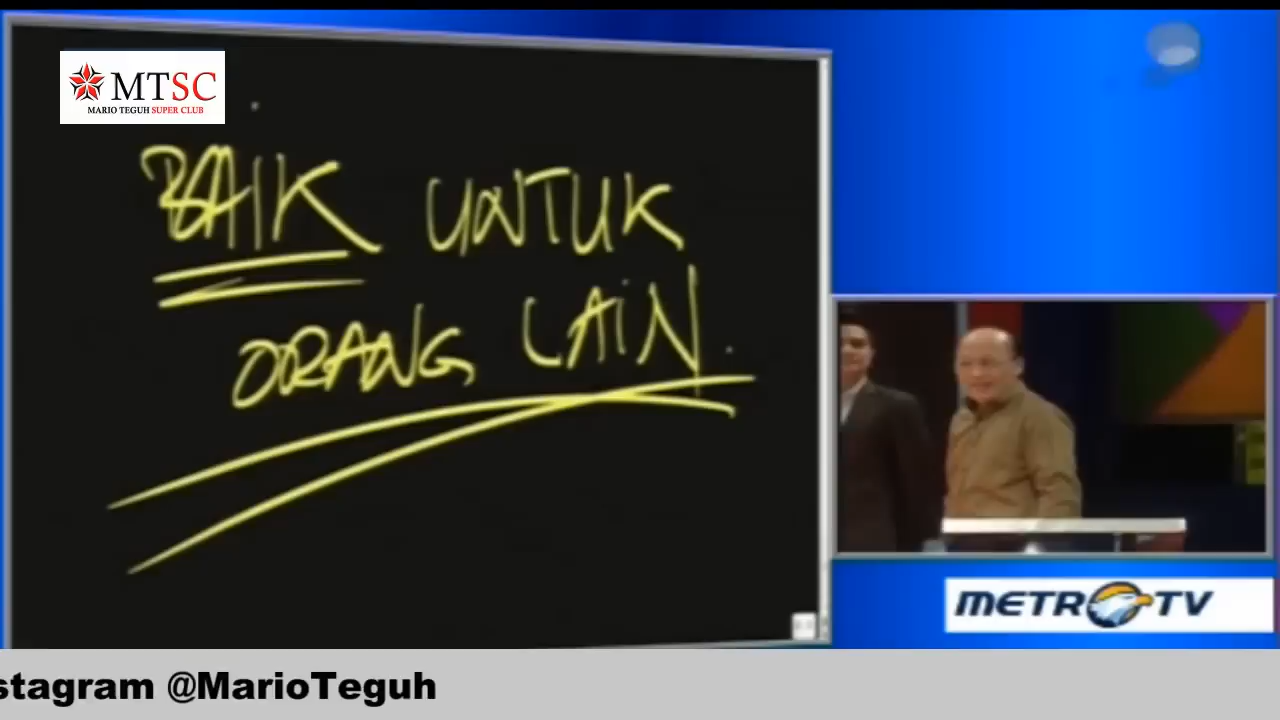 MTSC
MARIO TEGUH SUPER CLUB
BAIK UNTUK
ORANG LAIN.
METRO TV
stagram @MarioTeguh